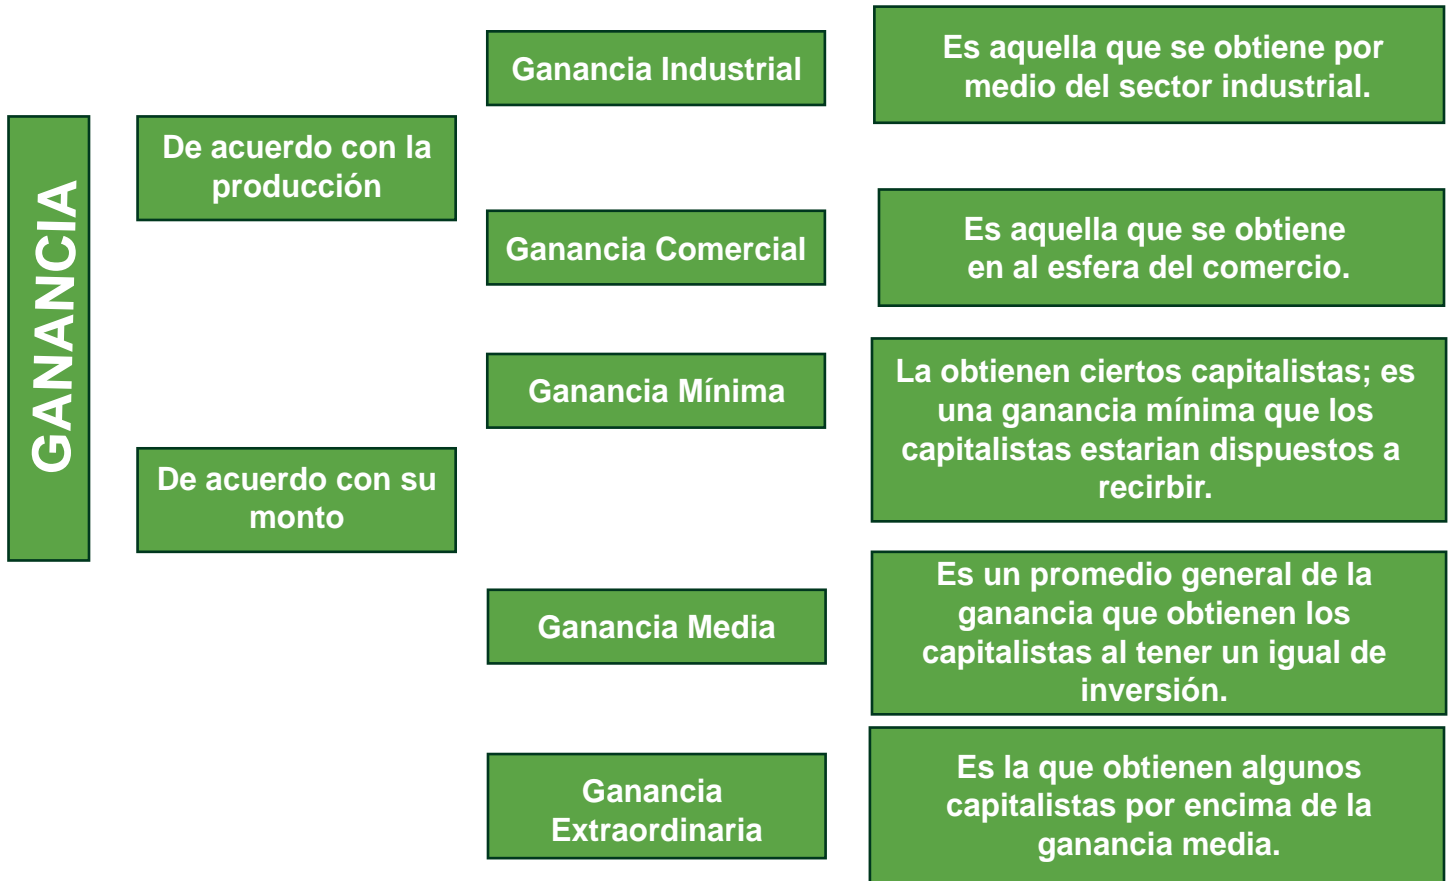 GANANCIA
De acuerdo con la
producción
Ganancia Industrial
Es aquella que se obtiene por
medio del sector industrial.
Ganancia Comercial
Es aquella que se obtiene
en al esfera del comercio.
De acuerdo con su
monto
Ganancia Mínima
La obtienen ciertos capitalistas; es
una ganancia mínima que los
capitalistas estarian dispuestos a
recirbir.
Ganancia Media
Es un promedio general de la
ganancia que obtienen los
capitalistas al tener un igual de
inversión.
Ganancia
Extraordinaria
Es la que obtienen algunos
capitalistas por encima de la
ganancia media.